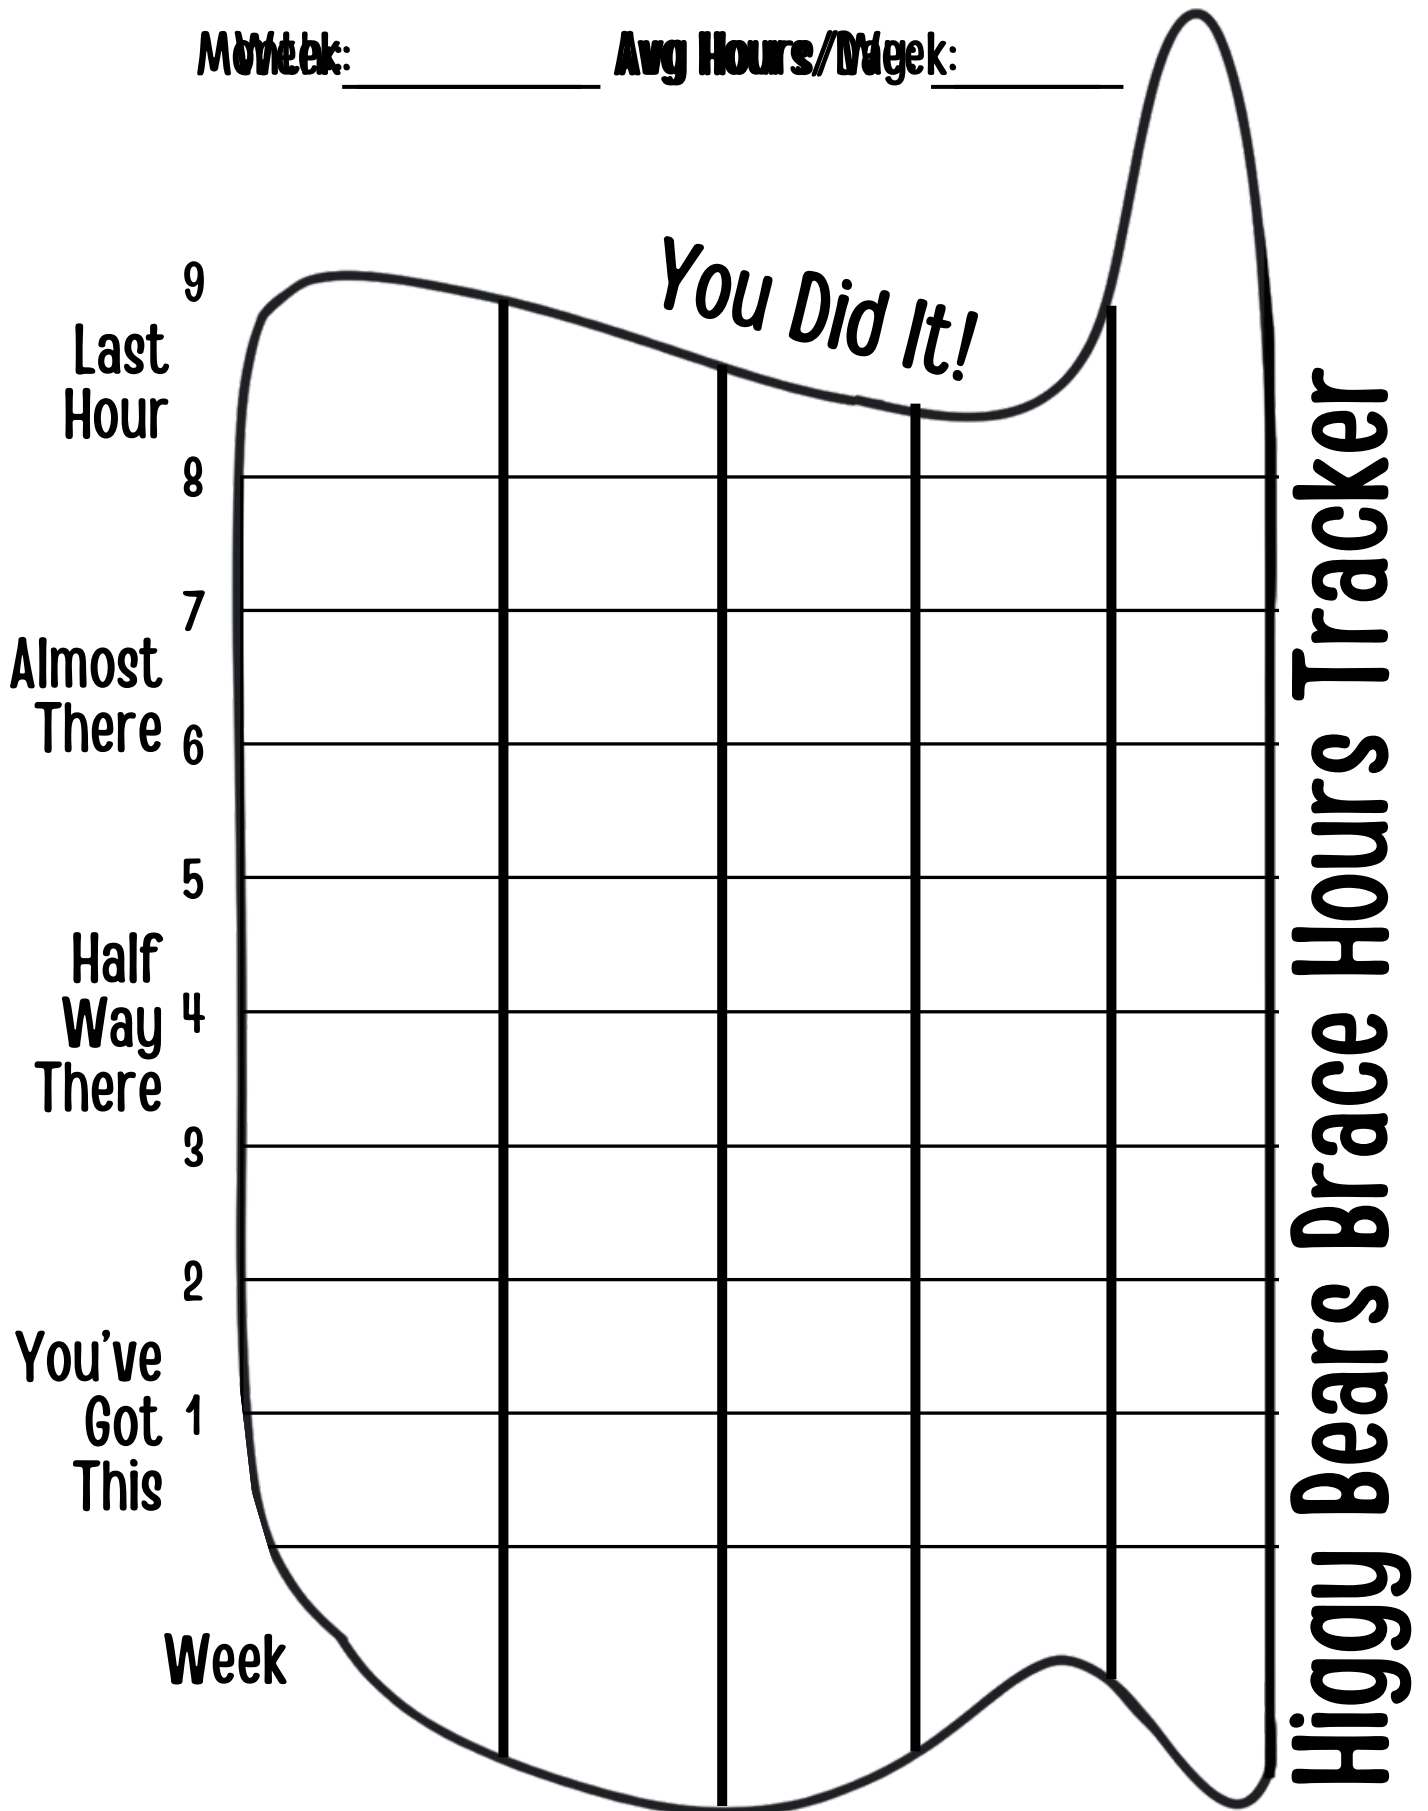 Month: Avg Hours/Week:
Week: Avg Hours/Day:
You Did It!
9
Last
Hour
8
7
Almost
There
6
5
Half
Way
There
4
3
2
You've
Got
This
1
Week
Higgy Bears Brace Hours Tracker